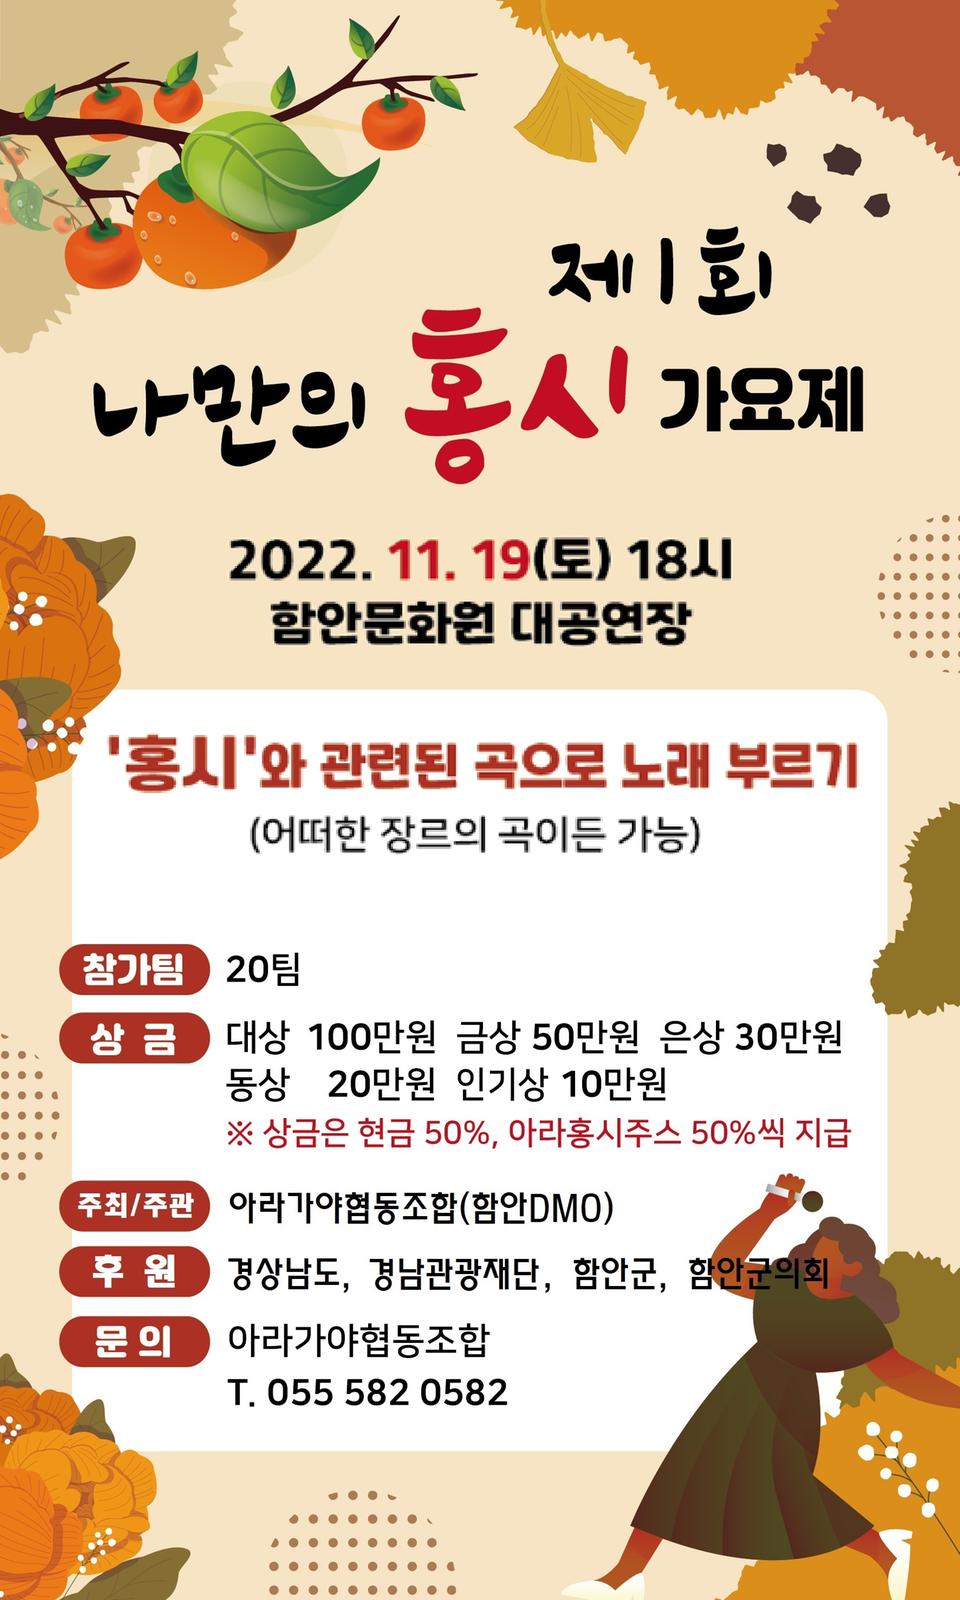 제1회
나만의 홍시 가요제
2022. 11. 19(토) 18시
함안문화원 대공연장
'홍시'와 관련된 곡으로 노래 부르기
(어떠한 장르의 곡이든 가능)
참가팀 20팀
상 금 대상 100만원 금상 50만원 은상 30만원
동상 20만원 인기상 10만원
※ 상금은 현금 50%, 아라홍시주스 50%씩 지급
주최/주관 아라가야협동조합(함안DMO)
후 원 경상남도, 경남관광재단, 함안군, 함안군의회
문 의 아라가야협동조합
T. 055 582 0582